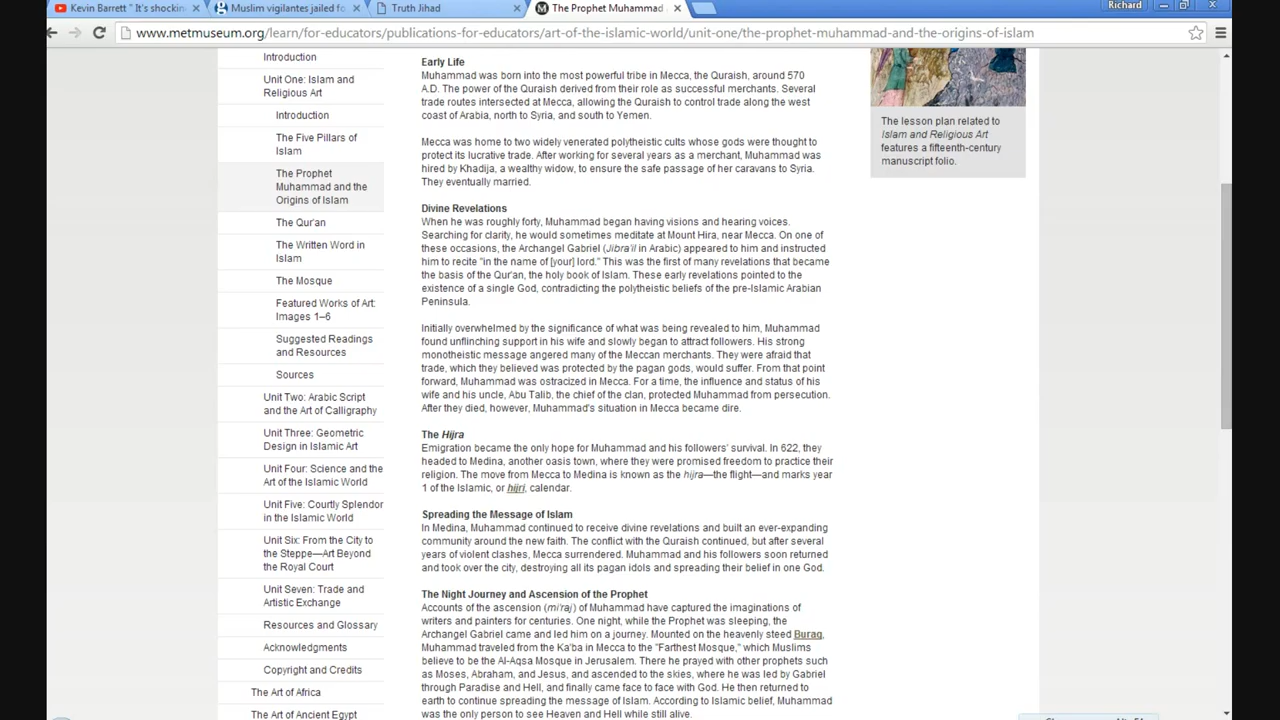 Kevin Barrett " It's shockin
Muslim vigilantes jailed fo
Truth Jihad
The Prophet Muhammad
Richard
www.metmuseum.org/learn/for-educators/publications-for-educators/art-of-the-islamic-world/unit-one/the-prophet-muhammad-and-the-origins-of-islam
Introduction
Unit One: Islam and
Religious Art
Introduction
The Five Pillars of
Islam
The Prophet
Muhammad and the
Origins of Islam
The Qur'an
The Written Word in
Islam
The Mosque
Featured Works of Art:
Images 1–6
Suggested Readings
and Resources
Sources
Unit Two: Arabic Script
and the Art of Calligraphy
Unit Three: Geometric
Design in Islamic Art
Unit Four: Science and the
Art of the Islamic World
Unit Five: Courtly Splendor
in the Islamic World
Unit Six: From the City to
the Steppe—Art Beyond
the Royal Court
Unit Seven: Trade and
Artistic Exchange
Resources and Glossary
Acknowledgments
Copyright and Credits
The Art of Africa
The Art of Ancient Egypt
Early Life
Muhammad was born into the most powerful tribe in Mecca, the Quraish, around 570
A.D. The power of the Quraish derived from their role as successful merchants. Several
trade routes intersected at Mecca, allowing the Quraish to control trade along the west
coast of Arabia, north to Syria, and south to Yemen.
Mecca was home to two widely venerated polytheistic cults whose gods were thought to
protect its lucrative trade. After working for several years as a merchant, Muhammad was
hired by Khadija, a wealthy widow, to ensure the safe passage of her caravans to Syria.
They eventually married.
Divine Revelations
When he was roughly forty, Muhammad began having visions and hearing voices.
Searching for clarity, he would sometimes meditate at Mount Hira, near Mecca. On one of
these occasions, the Archangel Gabriel (Jibra'il in Arabic) appeared to him and instructed
him to recite "in the name of [your] lord." This was the first of many revelations that became
the basis of the Qur'an, the holy book of Islam. These early revelations pointed to the
existence of a single God, contradicting the polytheistic beliefs of the pre-Islamic Arabian
Peninsula.
Initially overwhelmed by the significance of what was being revealed to him, Muhammad
found unflinching support in his wife and slowly began to attract followers. His strong
monotheistic message angered many of the Meccan merchants. They were afraid that
trade, which they believed was protected by the pagan gods, would suffer. From that point
forward, Muhammad was ostracized in Mecca. For a time, the influence and status of his
wife and his uncle, Abu Talib, the chief of the clan, protected Muhammad from persecution.
After they died, however, Muhammad's situation in Mecca became dire.
The Hijra
Emigration became the only hope for Muhammad and his followers' survival. In 622, they
headed to Medina, another oasis town, where they were promised freedom to practice their
religion. The move from Mecca to Medina is known as the hijra—the flight—and marks year
1 of the Islamic, or hijri, calendar.
Spreading the Message of Islam
In Medina, Muhammad continued to receive divine revelations and built an ever-expanding
community around the new faith. The conflict with the Quraish continued, but after several
years of violent clashes, Mecca surrendered. Muhammad and his followers soon returned
and took over the city, destroying all its pagan idols and spreading their belief in one God.
The Night Journey and Ascension of the Prophet
Accounts of the ascension (mi'raj) of Muhammad have captured the imaginations of
writers and painters for centuries. One night, while the Prophet was sleeping, the
Archangel Gabriel came and led him on a journey. Mounted on the heavenly steed Buraq,
Muhammad traveled from the Ka'ba in Mecca to the "Farthest Mosque," which Muslims
believe to be the Al-Aqsa Mosque in Jerusalem. There he prayed with other prophets such
as Moses, Abraham, and Jesus, and ascended to the skies, where he was led by Gabriel
through Paradise and Hell, and finally came face to face with God. He then returned to
earth to continue spreading the message of Islam. According to Islamic belief, Muhammad
was the only person to see Heaven and Hell while still alive.
The lesson plan related to
Islam and Religious Art
features a fifteenth-century
manuscript folio.